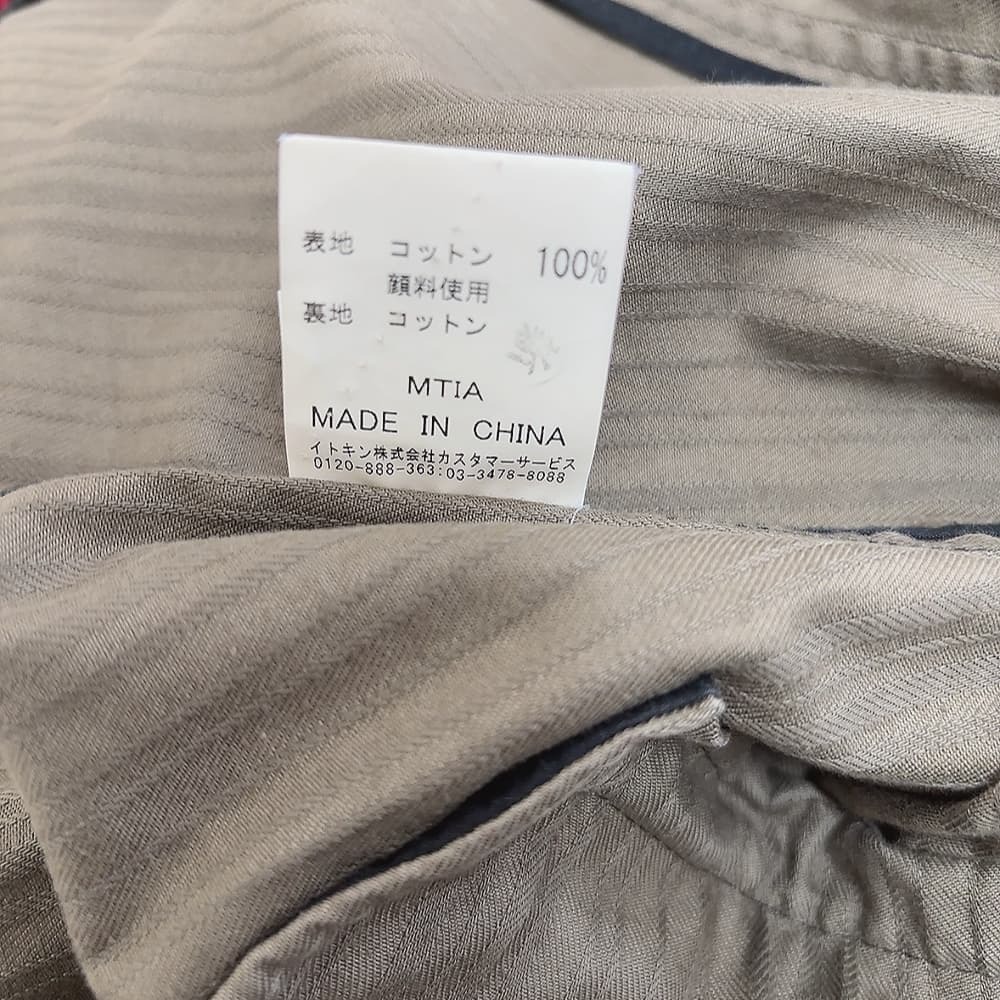 表地 コットン 100%
顔料使用
裏地 コットン
MTIA
MADE IN CHINA
イトキン株式会社カスタマーサービス
0120-888-363:03-3478-8088